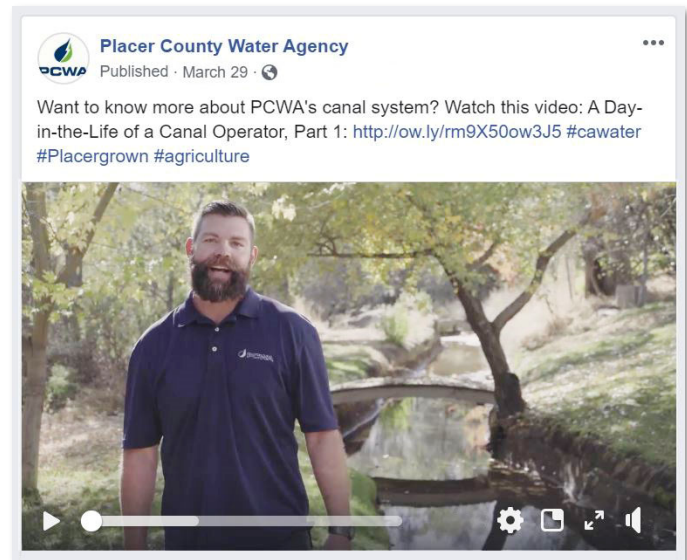 Placer County Water Agency
PCWA
Published · March 29 ·
Want to know more about PCWA's canal system? Watch this video: A Day-
in-the-Life of a Canal Operator, Part 1: http://ow.ly/rm9X50ow3J5 #cawater
#Placergrown #agriculture